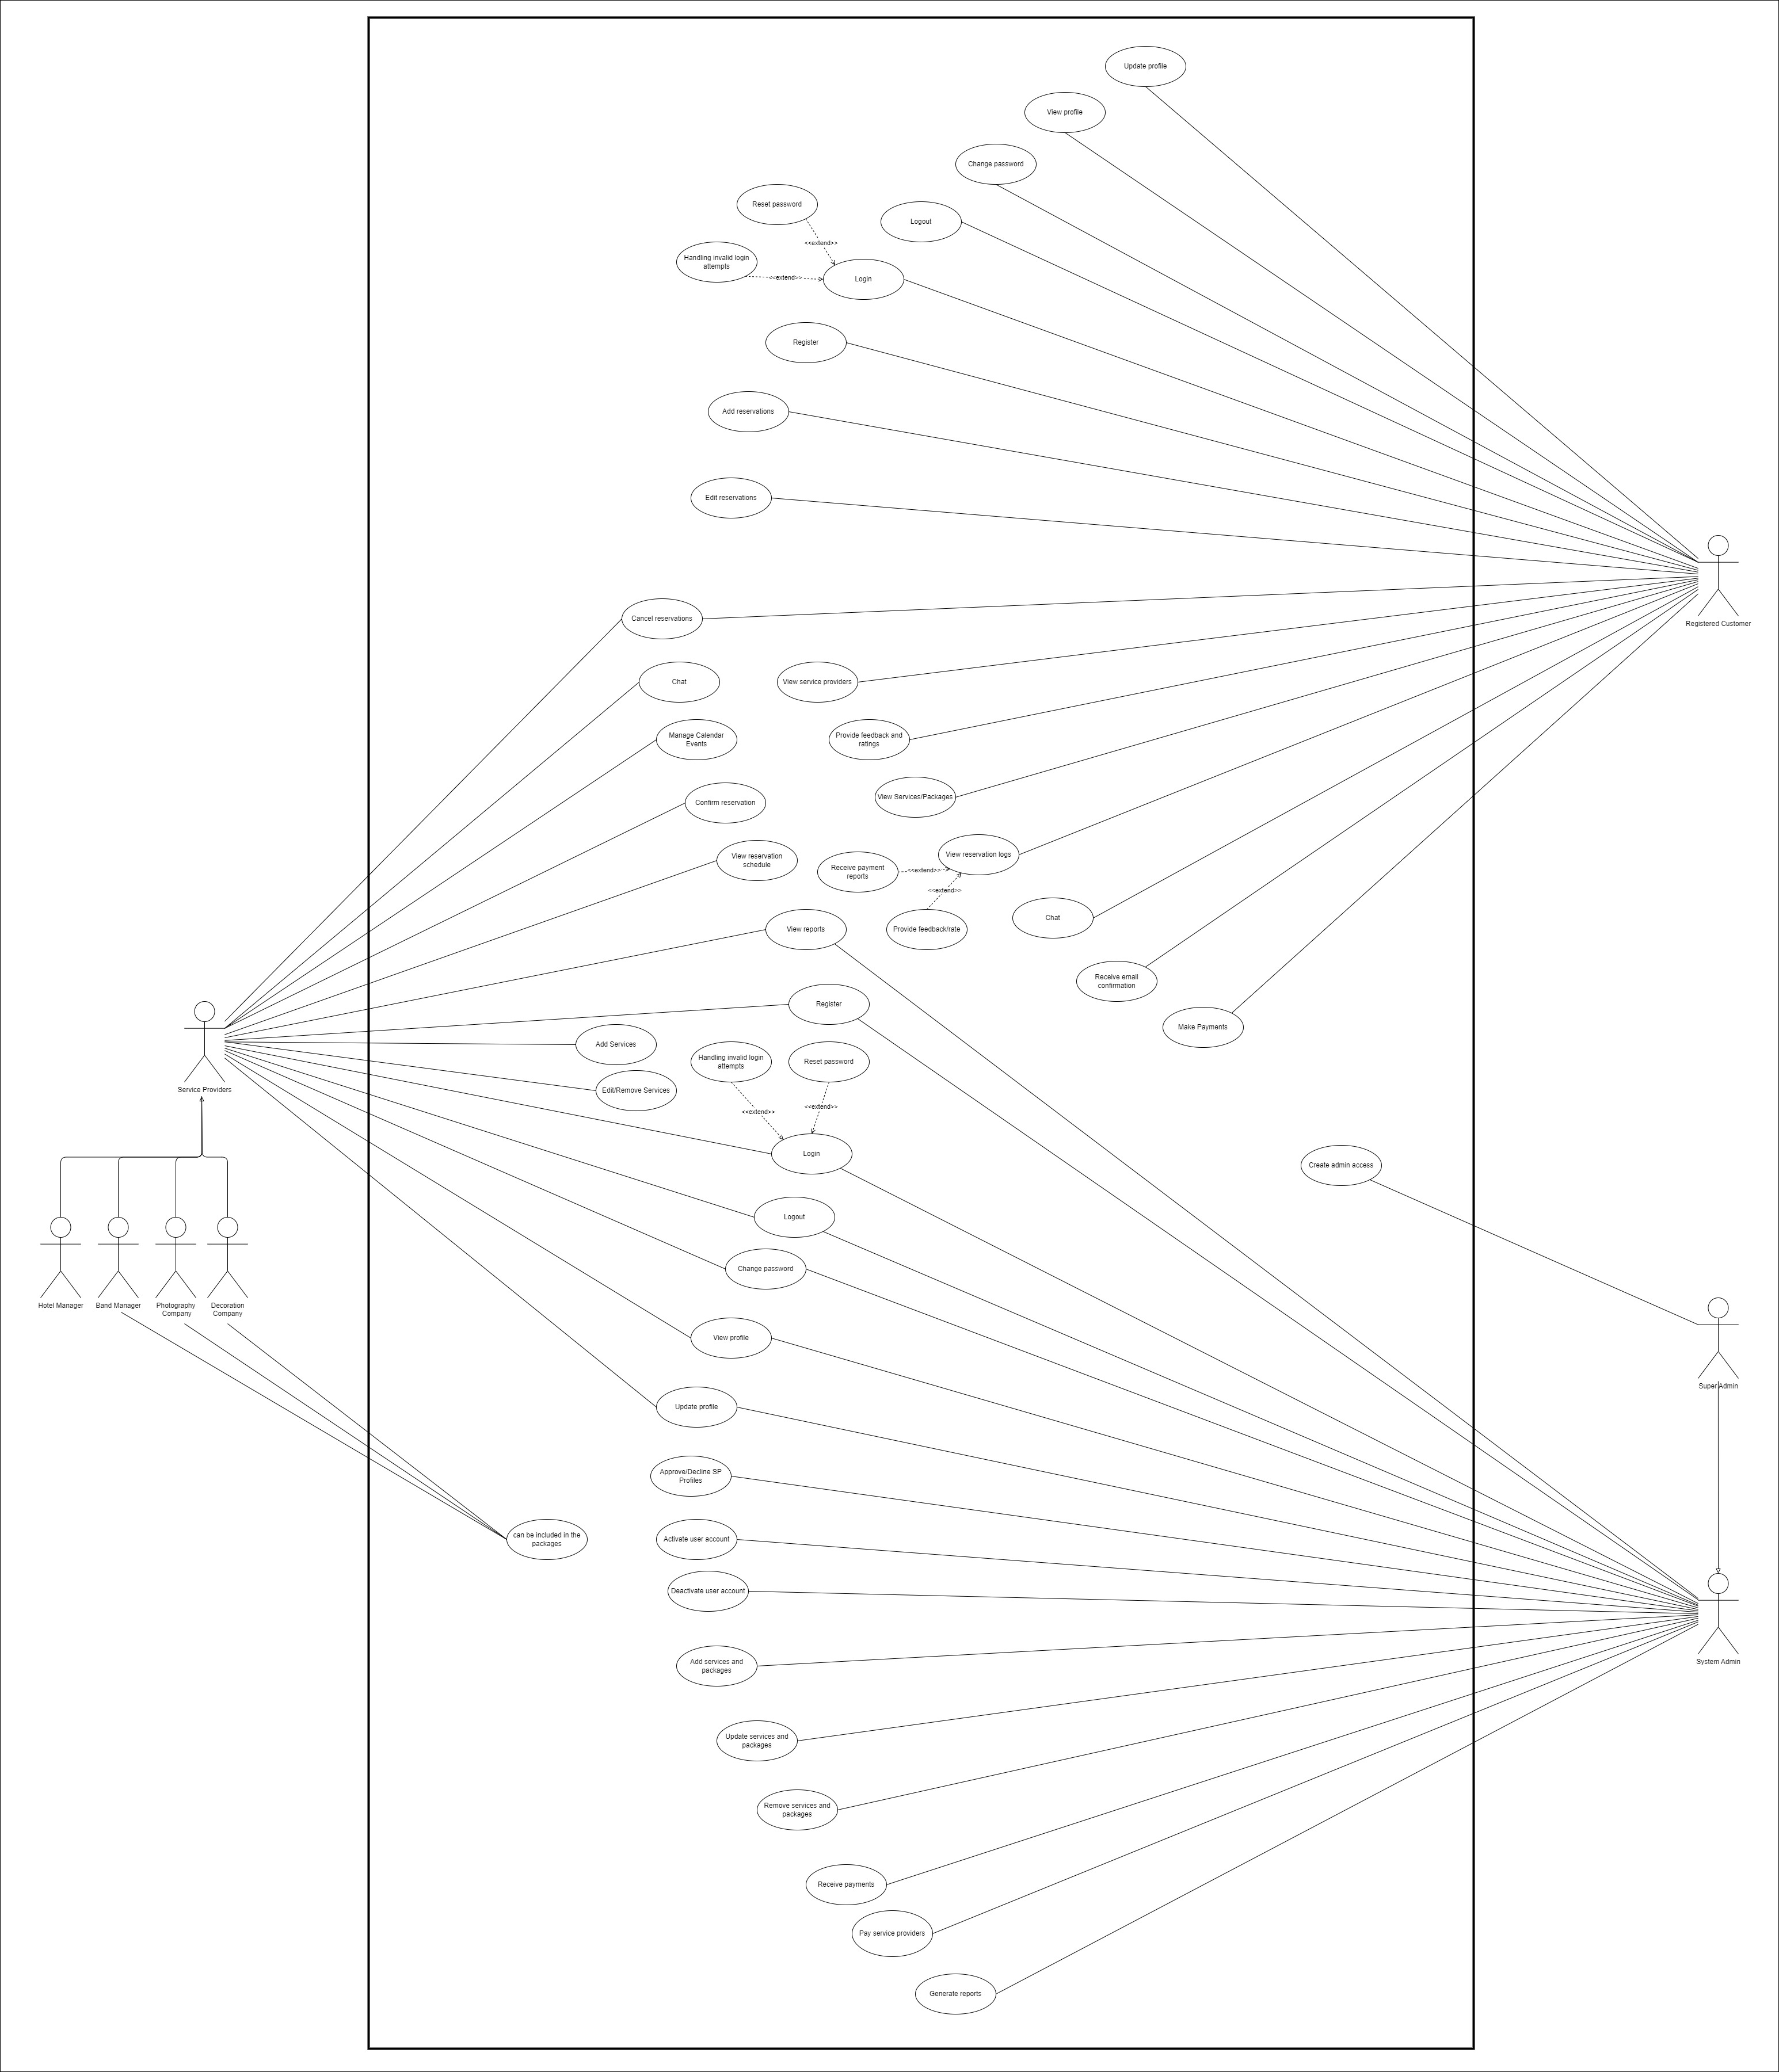 Update profile
View profile
Change password
Reset password
Logout
<<extend>>
Handling invalid login
attempts
<<extend>>
Login
Register
Add reservations
Edit reservations
Cancel reservations
Registered Customer
Chat
View service providers
Manage Calendar
Events
Provide feedback and
ratings
Confirm reservation
View Services/Packages
View reservation
schedule
View reservation logs
Receive payment
reports
<<extend>>
<<extend>>
Chat
View reports
Provide feedback/rate
Receive email
confirmation
Register
Make Payments
Add Services
Handling invalid login
attempts
Reset password
Service Providers
Edit/Remove Services
<<extend>>
<<extend>>
Login
Create admin access
Logout
Change password
Hotel Manager
Band Manager
Photography
Company
Decoration
Company
View profile
Super Admin
Update profile
Approve/Decline SP
Profiles
can be included in the
packages
Activate user account
Deactivate user account
Add services and
packages
System Admin
Update services and
packages
Remove services and
packages
Receive payments
Pay service providers
Generate reports